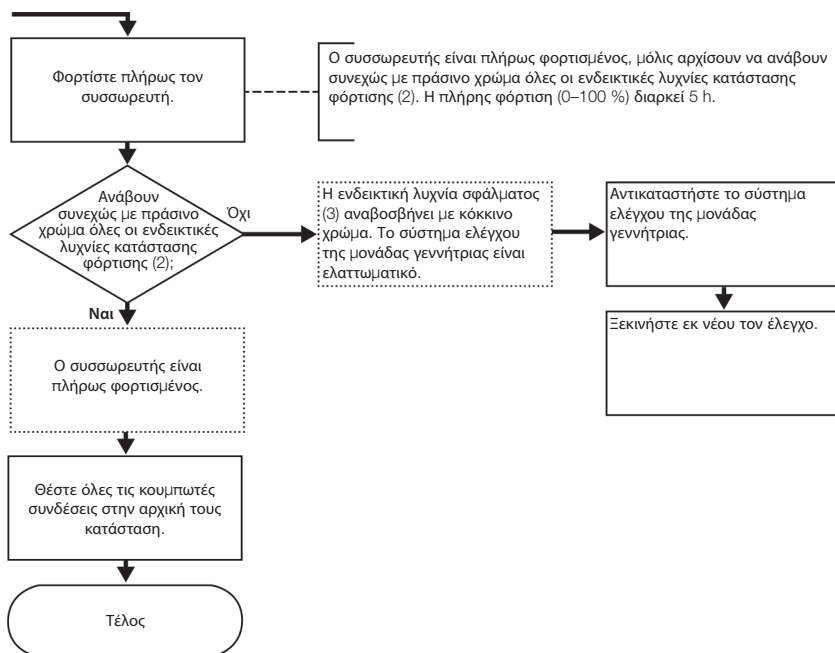 Φορτίστε πλήρως τον
συσσωρευτή.
Ο συσσωρευτής είναι πλήρως φορτισμένος, μόλις αρχίσουν να ανάβουν
συνεχώς με πράσινο χρώμα όλες οι ενδεικτικές λυχνίες κατάστασης
φόρτισης (2). Η πλήρης φόρτιση (0–100 %) διαρκεί 5 h.
Ανάβουν
συνεχώς με πράσινο
χρώμα όλες οι ενδεικτικές
λυχνίες κατάστασης
φόρτισης (2);
Όχι
Η ενδεικτική λυχνία σφάλματος
(3) αναβοσβήνει με κόκκινο
χρώμα. Το σύστημα ελέγχου
της μονάδας γεννήτριας είναι
ελαττωματικό.
Αντικαταστήστε το σύστημα
ελέγχου της μονάδας
γεννήτριας.
Ξεκινήστε εκ νέου τον έλεγχο.
Ναι
Ο συσσωρευτής είναι
πλήρως φορτισμένος.
Θέστε όλες τις κουμπωτές
συνδέσεις στην αρχική τους
κατάσταση.
Τέλος